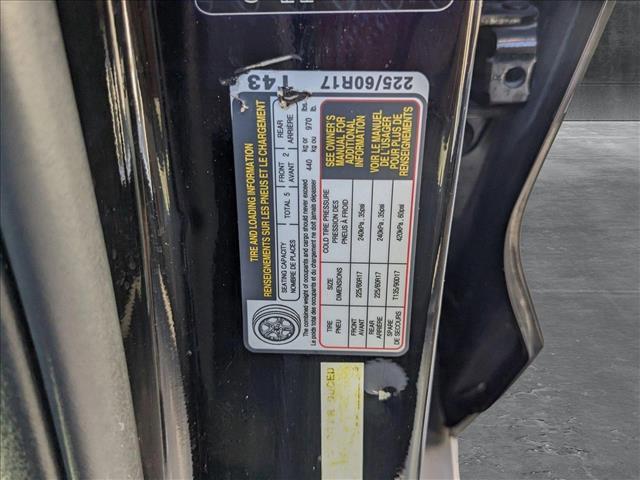 TIRE AND LOADING INFORMATION
RENSEIGNEMENTS SUR LES PNEUS ET LE CHARGEMENT
SEATING CAPACITY
NOMBRE DE PLACES
TOTAL 5
FRONT
AVANT 2
REAR
ARRIÈRE
The combined weight of occupants and cargo should never exceed
Le poids total des occupants et du chargement ne doit jamais dépasser
440 kg or
kg ou
970 lbs.
lb.
TIRE
PNEU
SIZE
DIMENSIONS
COLD TIRE PRESSURE
PRESSION DES
PNEUS À FROID
FRONT
AVANT
225/60R17
240kPa, 35psi
REAR
ARRIÈRE
225/60R17
240kPa, 35psi
SPARE
DE SECOURS
T135/90D17
420kPa, 60psi
SEE OWNER'S
MANUAL FOR
ADDITIONAL
INFORMATION
VOIR LE MANUEL
DE L'USAGER
POUR PLUS DE
RENSEIGNEMENTS
T43
225/60R17